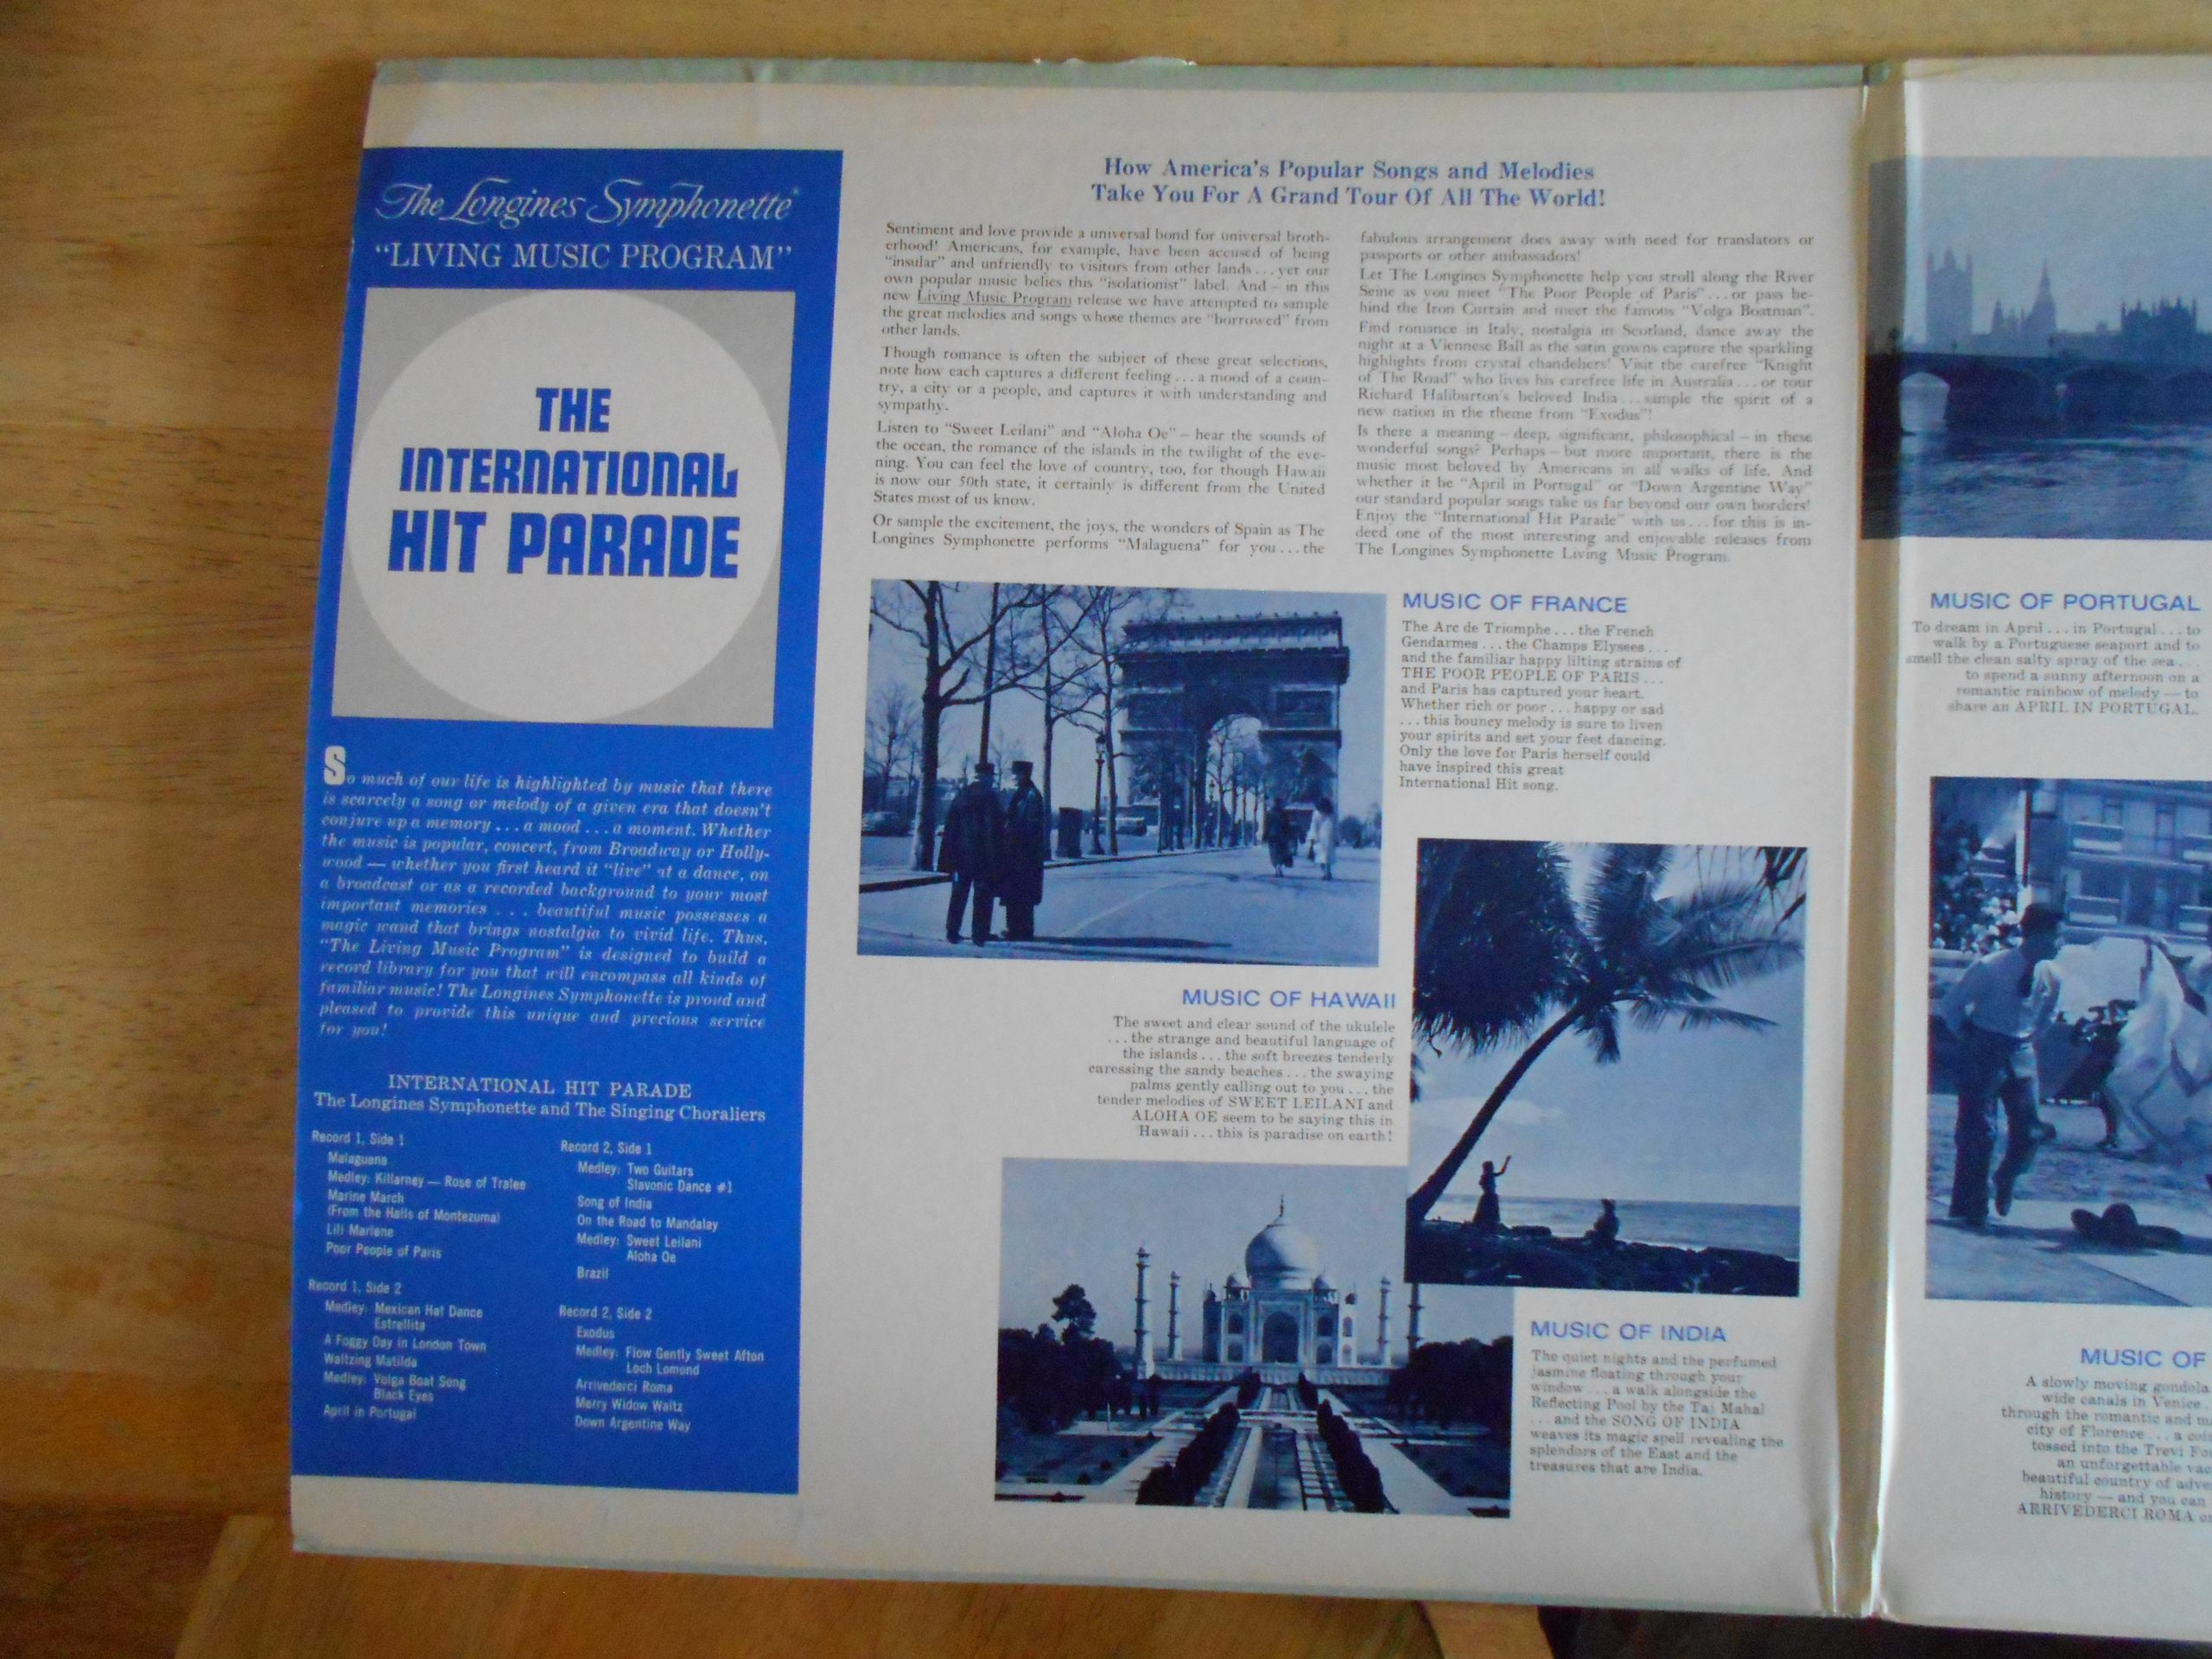 The Longines Symphonette®
“LIVING MUSIC PROGRAM”
THE
INTERNATIONAL
HIT PARADE
So much of our life is highlighted by music that there
is scarcely a song or melody of a given era that doesn't
conjure up a memory . . . a mood . . . a moment. Whether
the music is popular, concert, from Broadway or Holly-
wood — whether you first heard it “live” at a dance, on
a broadcast or as a recorded background to your most
important memories . . . beautiful music possesses a
magic wand that brings nostalgia to vivid life. Thus,
“The Living Music Program” is designed to build a
record library for you that will encompass all kinds of
familiar music! The Longines Symphonette is proud and
pleased to provide this unique and precious service
for you!
INTERNATIONAL HIT PARADE
The Longines Symphonette and The Singing Choraliers
Record 1, Side 1
Malaguena
Medley: Killarney — Rose of Tralee
Marine March
(From the Halls of Montezuma)
Lili Marlene
Poor People of Paris
Record 1, Side 2
Medley: Mexican Hat Dance
Estrellita
A Foggy Day in London Town
Waltzing Matilda
Medley: Volga Boat Song
Black Eyes
April in Portugal
Record 2, Side 1
Medley: Two Guitars
Slavonic Dance #1
Song of India
On the Road to Mandalay
Medley: Sweet Leilani
Aloha Oe
Brazil
Record 2, Side 2
Exodus
Medley: Flow Gently Sweet Afton
Loch Lomond
Arrivederci Roma
Merry Widow Waltz
Down Argentine Way
How America's Popular Songs and Melodies
Take You For A Grand Tour Of All The World!
Sentiment and love provide a universal bond for universal broth-
erhood! Americans, for example, have been accused of being
“insular” and unfriendly to visitors from other lands . . . yet our
own popular music belies this “isolationist” label. And – in this
new Living Music Program release we have attempted to sample
the great melodies and songs whose themes are “borrowed” from
other lands.
Though romance is often the subject of these great selections,
note how each captures a different feeling . . . a mood of a coun-
try, a city or a people, and captures it with understanding and
sympathy.
Listen to “Sweet Leilani” and “Aloha Oe” – hear the sounds of
the ocean, the romance of the islands in the twilight of the eve-
ning. You can feel the love of country, too, for though Hawaii
is now our 50th state, it certainly is different from the United
States most of us know.
Or sample the excitement, the joys, the wonders of Spain as The
Longines Symphonette performs “Malaguena” for you . . . the
fabulous arrangement does away with need for translators or
passports or other ambassadors!
Let The Longines Symphonette help you stroll along the River
Seine as you meet “The Poor People of Paris” . . . or pass be-
hind the Iron Curtain and meet the famous “Volga Boatman”.
Find romance in Italy, nostalgia in Scotland, dance away the
night at a Viennese Ball as the satin gowns capture the sparkling
highlights from crystal chandeliers! Visit the carefree “Knight
of The Road” who lives his carefree life in Australia . . . or tour
Richard Haliburton's beloved India . . . sample the spirit of a
new nation in the theme from “Exodus”!
Is there a meaning – deep, significant, philosophical – in these
wonderful songs? Perhaps – but more important, there is the
music most beloved by Americans in all walks of life. And
whether it be “April in Portugal” or “Down Argentine Way”
our standard popular songs take us far beyond our own borders!
Enjoy the “International Hit Parade” with us . . . for this is in-
deed one of the most interesting and enjoyable releases from
The Longines Symphonette Living Music Program.
MUSIC OF FRANCE
The Arc de Triomphe . . . the French
Gendarmes . . . the Champs Elysees . . .
and the familiar happy lilting strains of
THE POOR PEOPLE OF PARIS . . .
and Paris has captured your heart.
Whether rich or poor . . . happy or sad
. . . this bouncy melody is sure to liven
your spirits and set your feet dancing.
Only the love for Paris herself could
have inspired this great
International Hit song.
MUSIC OF HAWAII
The sweet and clear sound of the ukulele
. . . the strange and beautiful language of
the islands . . . the soft breezes tenderly
caressing the sandy beaches . . . the swaying
palms gently calling out to you . . . the
tender melodies of SWEET LEILANI and
ALOHA OE seem to be saying this in
Hawaii . . . this is paradise on earth!
MUSIC OF INDIA
The quiet nights and the perfumed
jasmine floating through your
window . . . a walk alongside the
Reflecting Pool by the Taj Mahal
. . . and the SONG OF INDIA
weaves its magic spell revealing the
splendors of the East and the
treasures that are India.
MUSIC OF PORTUGAL
To dream in April . . . in Portugal . . . to
walk by a Portuguese seaport and to
smell the clean salty spray of the sea . . .
to spend a sunny afternoon on a
romantic rainbow of melody — to
share an APRIL IN PORTUGAL.
MUSIC OF
A slowly moving gondola
wide canals in Venice .
through the romantic and
city of Florence . . . a
tossed into the Trevi
an unforgettable
beautiful country of
history — and you can
ARRIVEDERCI ROMA